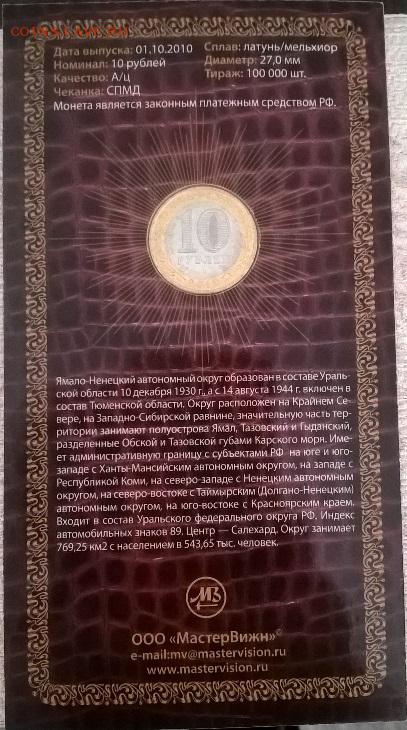 Дата выпуска: 01.10.2010
Номинал: 10 рублей
Качество: А/ц
Чеканка: СПМД
Сплав: латунь/мельхиор
Диаметр: 27,0 мм
Тираж: 100 000 шт.
Монета является законным платежным средством РФ.
10
РУБЛЕЙ
Ямало-Ненецкий автономный округ образован в составе Ураль-
ской области 10 декабря 1930 г., а с 14 августа 1944 г. включен в
состав Тюменской области. Округ расположен на Крайнем Се-
вере, на Западно-Сибирской равнине, значительную часть тер-
ритории занимают полуострова Ямал, Тазовский и Гыданский,
разделенные Обской и Тазовской губами Карского моря. Име-
ет административную границу с субъектами РФ на юге и юго-
западе с Ханты-Мансийским автономным округом, на западе с
Республикой Коми, на северо-западе с Ненецким автономным
округом, на северо-востоке с Таймырским (Долгано-Ненецким)
автономным округом, на юго-востоке с Красноярским краем.
Входит в состав Уральского федерального округа РФ. Индекс
автомобильных знаков 89. Центр — Салехард. Округ занимает
769,25 км2 с населением в 543,65 тыс. человек.
МВ
ООО «МастерВижн»©
e-mail:mv@mastervision.ru
www.mastervision.ru